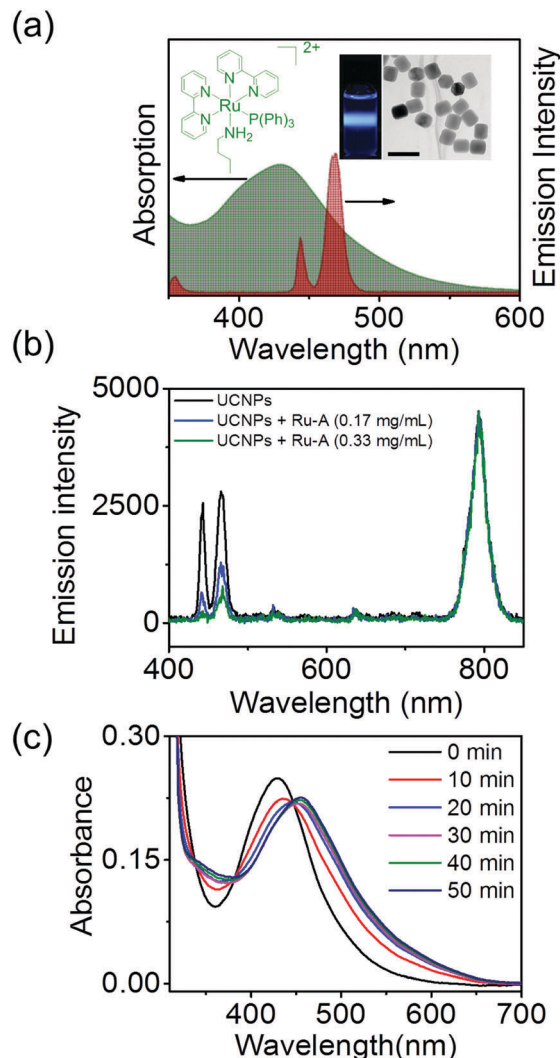 (a)
2+
N
N
N
N
Ru
P(Ph)3
NH2
Absorption
Emission Intensity
400
500
600
Wavelength (nm)
(b)
5000
2500
0
UCNPs
UCNPs + Ru-A (0.17 mg/mL)
UCNPs + Ru-A (0.33 mg/mL)
Emission intensity
400
600
800
Wavelength (nm)
(c)
0.30
0.15
0.00
0 min
10 min
20 min
30 min
40 min
50 min
Absorbance
400
500
600
700
Wavelength(nm)